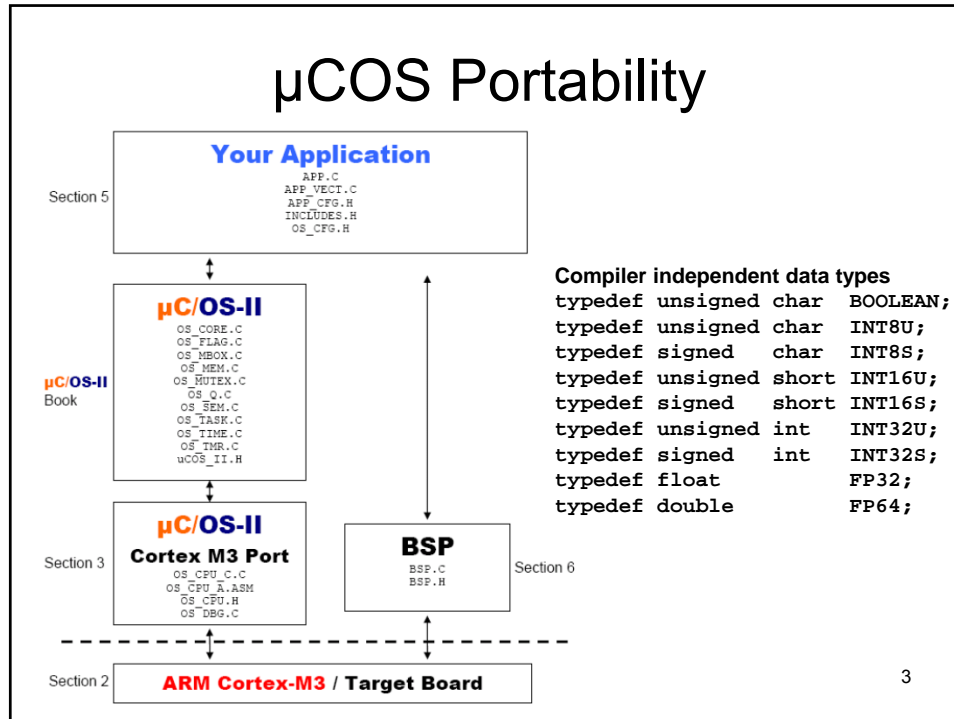 µCOS Portability
Your Application
APP.C
APP_VECT.C
APP_CFG.H
INCLUDES.H
OS_CFG.H
Section 5
µC/OS-II
OS_CORE.C
OS_FLAG.C
OS_MBOX.C
OS_MEM.C
OS_MUTEX.C
OS_Q.C
OS_SEM.C
OS_TASK.C
OS_TIME.C
OS_TMR.C
uCOS_II.H
µC/OS-II
Book
Compiler independent data types
typedef unsigned char BOOLEAN;
typedef unsigned char INT8U;
typedef signed char INT8S;
typedef unsigned short INT16U;
typedef signed short INT16S;
typedef unsigned int INT32U;
typedef signed int INT32S;
typedef float FP32;
typedef double FP64;
µC/OS-II
Cortex M3 Port
OS_CPU_C.C
OS_CPU_A.ASM
OS_CPU.H
OS_DBG.C
Section 3
BSP
BSP.C
BSP.H
Section 6
Section 2
ARM Cortex-M3 / Target Board
3